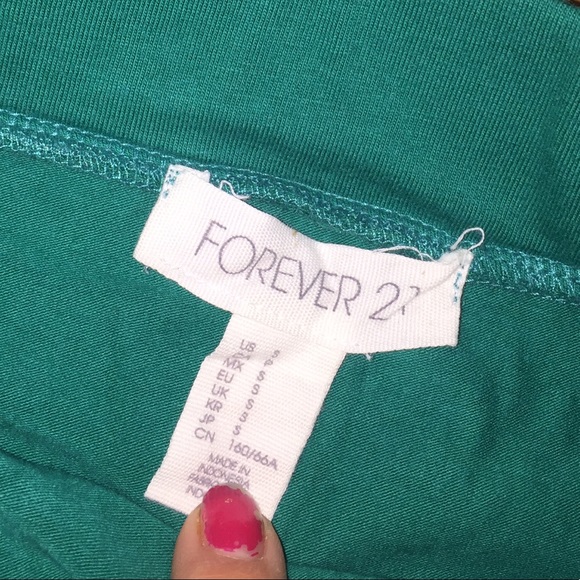 FOREVER 21
US S
MX P
EU S
UK S
KR S
JP S
CN 160/66A
MADE IN
INDONESIA